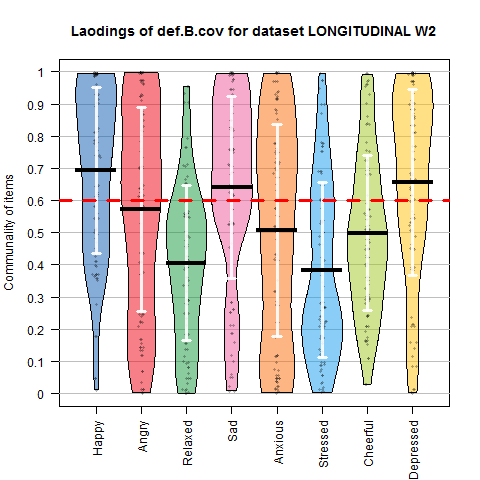 Laodings of def.B.cov for dataset LONGITUDINAL W2
Communality of items
1
0.9
0.8
0.7
0.6
0.5
0.4
0.3
0.2
0.1
0
Happy
Angry
Relaxed
Sad
Anxious
Stressed
Cheerful
Depressed